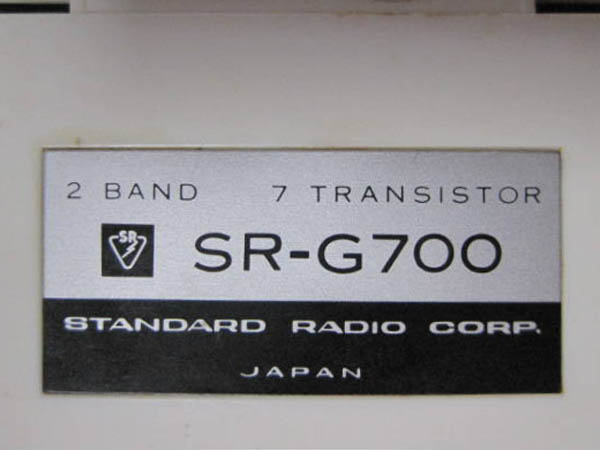 2 BAND 7 TRANSISTOR
SR SR-G700
STANDARD RADIO CORP.
JAPAN